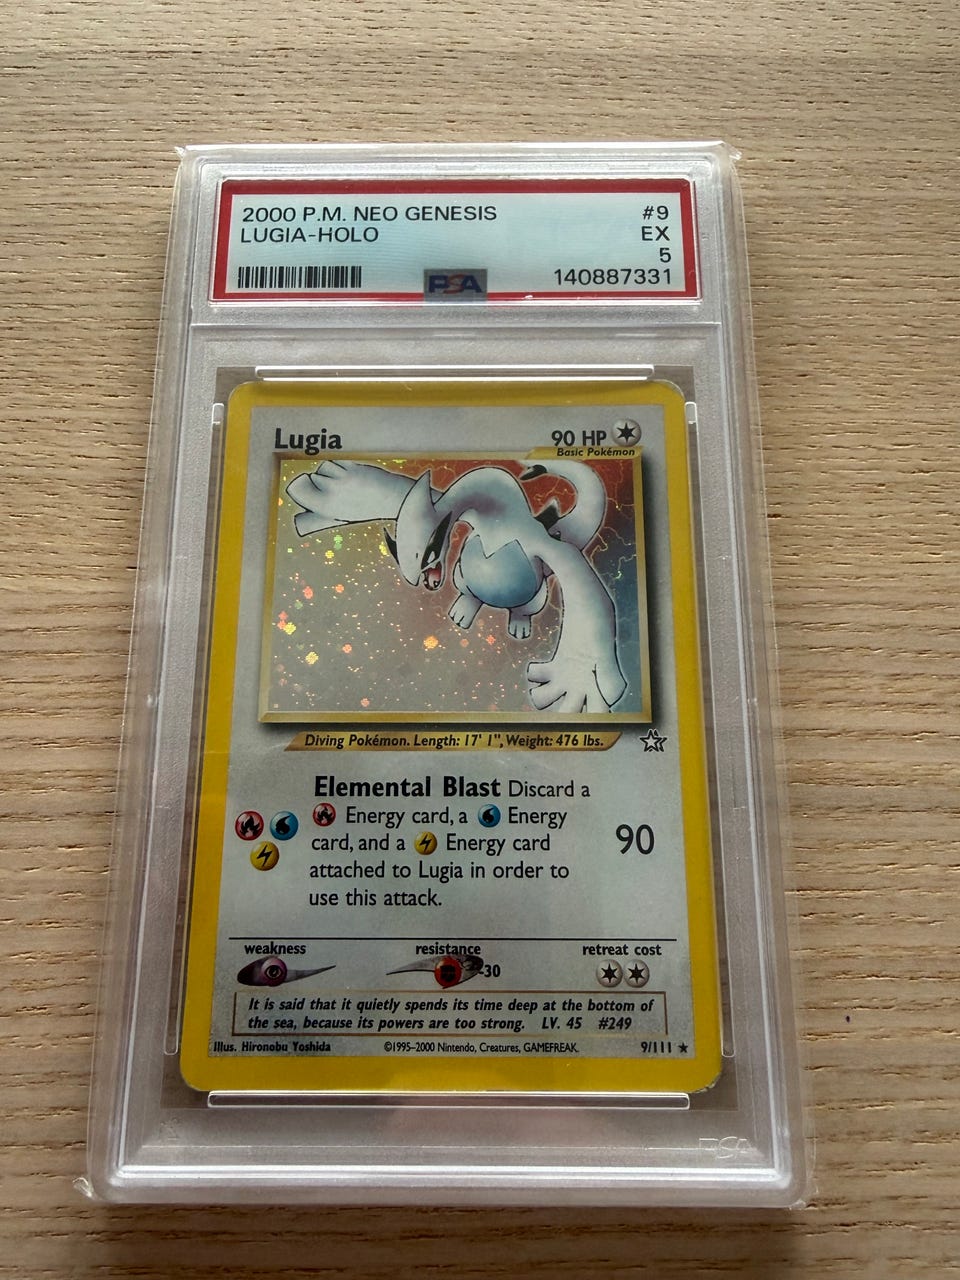 2000 P.M. NEO GENESIS #9
LUGIA-HOLO EX
5
PSA 140887331
Lugia 90 HP
Basic Pokémon
Diving Pokémon. Length: 17' 1", Weight: 476 lbs.
Elemental Blast Discard a
Energy card, a Energy
card, and a Energy card 90
attached to Lugia in order to
use this attack.
weakness resistance retreat cost
-30
It is said that it quietly spends its time deep at the bottom of
the sea, because its powers are too strong. LV. 45 #249
Illus. Hironobu Yoshida ©1995-2000 Nintendo, Creatures, GAMEFREAK. 9/111 ★
PSA